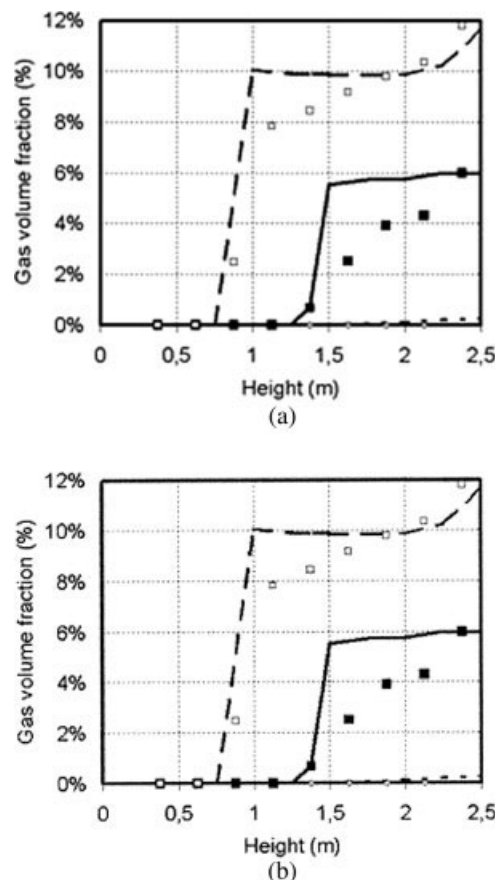 12%
10%
8%
6%
4%
2%
0%
Gas volume fraction (%)
0 0,5 1 1,5 2 2,5
Height (m)
(a)
12%
10%
8%
6%
4%
2%
0%
Gas volume fraction (%)
0 0,5 1 1,5 2 2,5
Height (m)
(b)